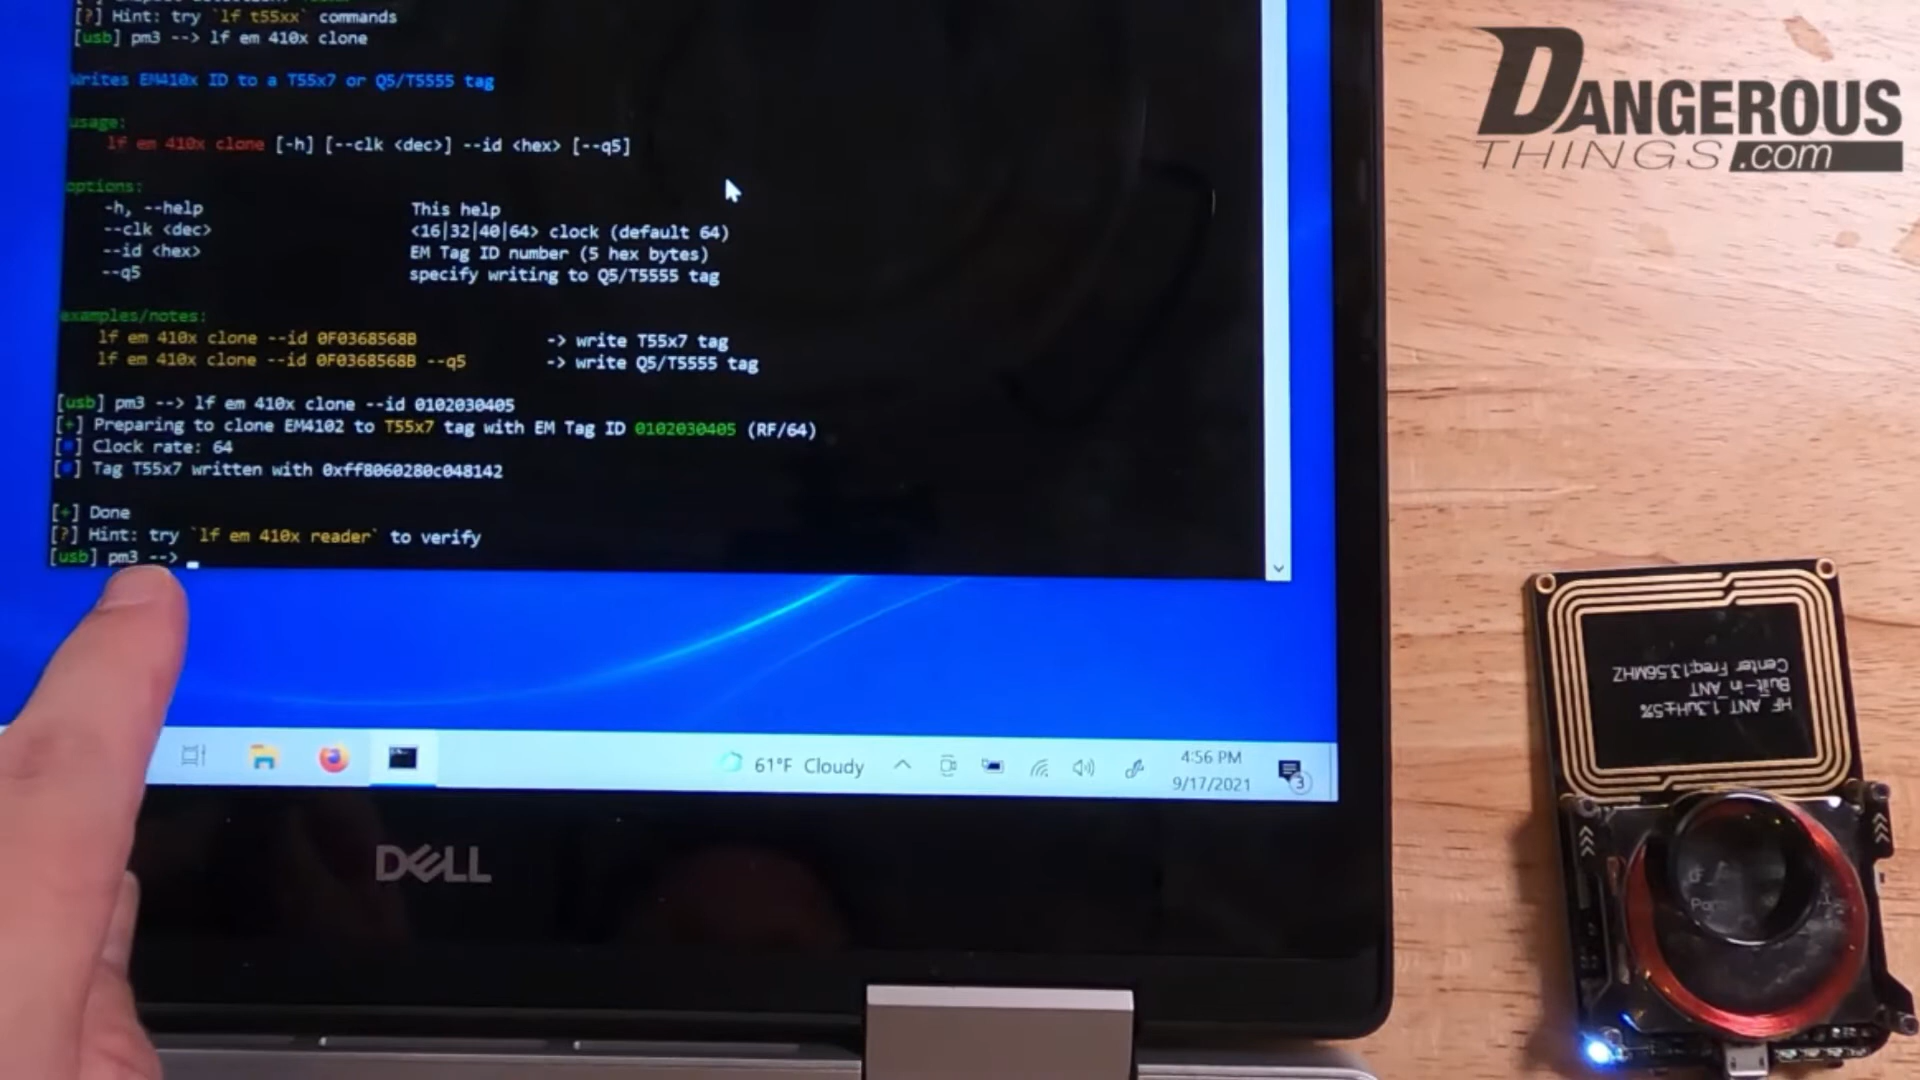 [?] Hint: try `lf t55xx` commands
[usb] pm3 --> lf em 410x clone
Writes EM410x ID to a T55x7 or Q5/T5555 tag
usage:
lf em 410x clone [-h] [--clk <dec>] --id <hex> [--q5]
options:
-h, --help This help
--clk <dec> <16|32|40|64> clock (default 64)
--id <hex> EM Tag ID number (5 hex bytes)
--q5 specify writing to Q5/T5555 tag
examples/notes:
lf em 410x clone --id 0F0368568B -> write T55x7 tag
lf em 410x clone --id 0F0368568B --q5 -> write Q5/T5555 tag
[usb] pm3 --> lf em 410x clone --id 0102030405
[+] Preparing to clone EM4102 to T55x7 tag with EM Tag ID 0102030405 (RF/64)
[=] Clock rate: 64
[=] Tag T55x7 written with 0xff8060280c048142
[+] Done
[?] Hint: try `lf em 410x reader` to verify
[usb] pm3 -->
61°F Cloudy
4:56 PM
9/17/2021
3
DELL
DANGEROUS
THINGS.com
HF ANT 1.3uH±5%
Built-in ANT
Center Freq:13.56MHZ